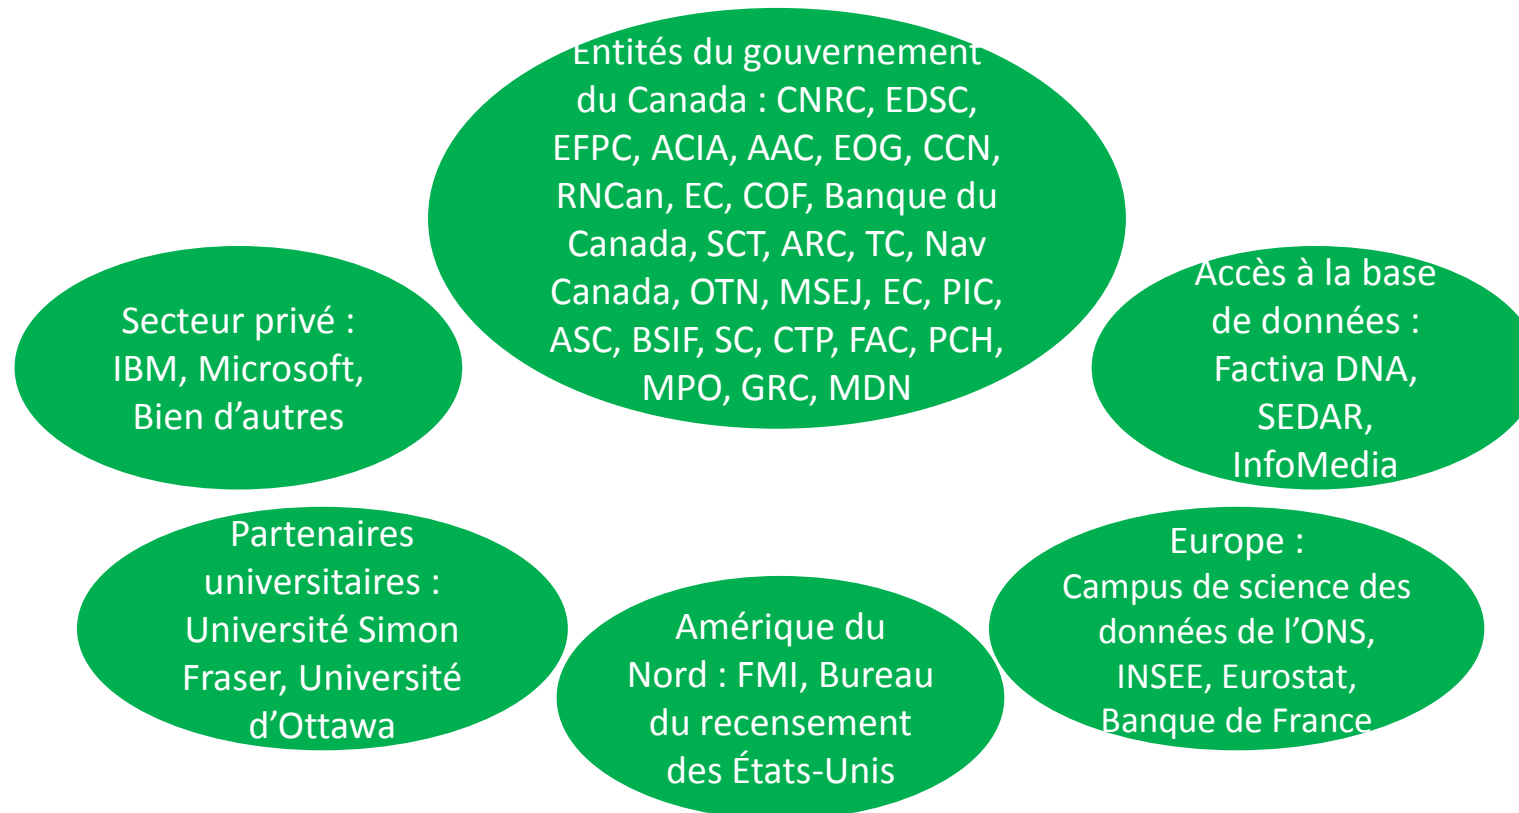 Entités du gouvernement
du Canada : CNRC, EDSC,
EFPC, ACIA, AAC, EOG, CCN,
RNCan, EC, COF, Banque du
Canada, SCT, ARC, TC, Nav
Canada, OTN, MSEJ, EC, PIC,
ASC, BSIF, SC, CTP, FAC, PCH,
MPO, GRC, MDN
Secteur privé :
IBM, Microsoft,
Bien d’autres
Accès à la base
de données :
Factiva DNA,
SEDAR,
InfoMedia
Partenaires
universitaires :
Université Simon
Fraser, Université
d’Ottawa
Amérique du
Nord : FMI, Bureau
du recensement
des États-Unis
Europe :
Campus de science des
données de l’ONS,
INSEE, Eurostat,
Banque de France